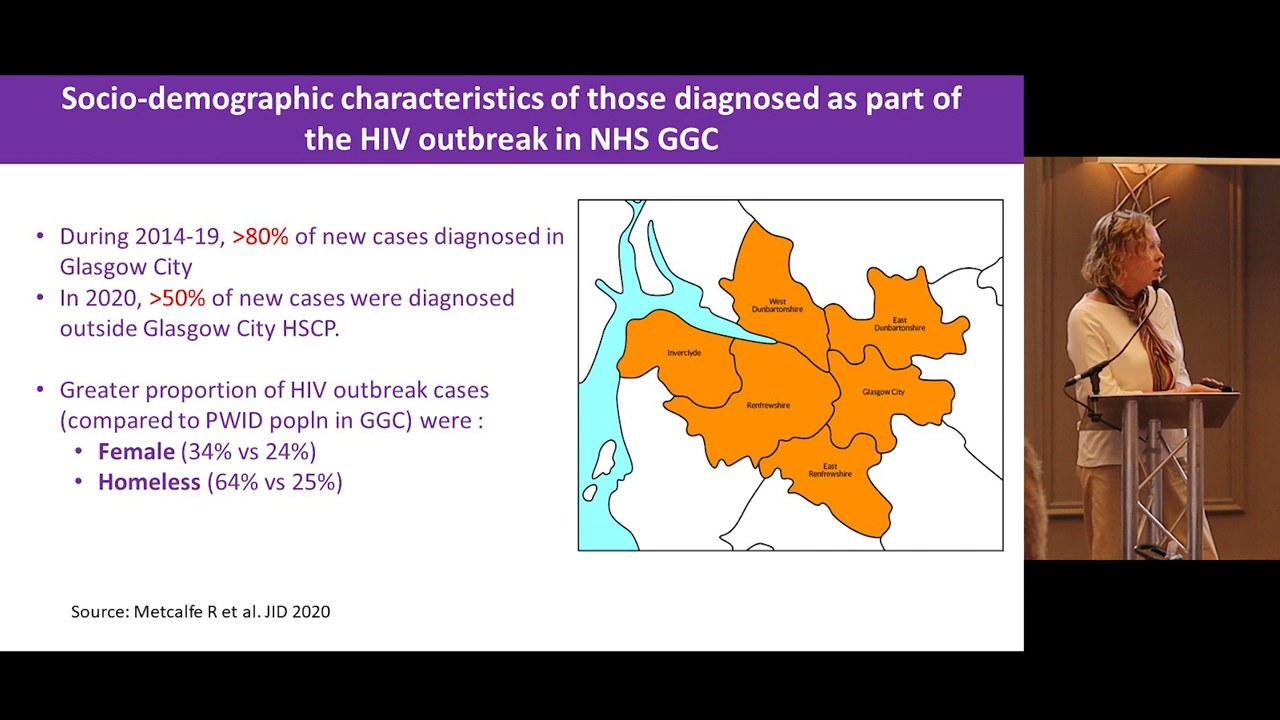 Socio-demographic characteristics of those diagnosed as part of
the HIV outbreak in NHS GGC
• During 2014-19, >80% of new cases diagnosed in
Glasgow City
• In 2020, >50% of new cases were diagnosed
outside Glasgow City HSCP.
• Greater proportion of HIV outbreak cases
(compared to PWID popln in GGC) were :
• Female (34% vs 24%)
• Homeless (64% vs 25%)
Source: Metcalfe R et al. JID 2020
West
Dunbartonshire
East
Dunbartonshire
Inverclyde
Glasgow City
Renfrewshire
East
Renfrewshire